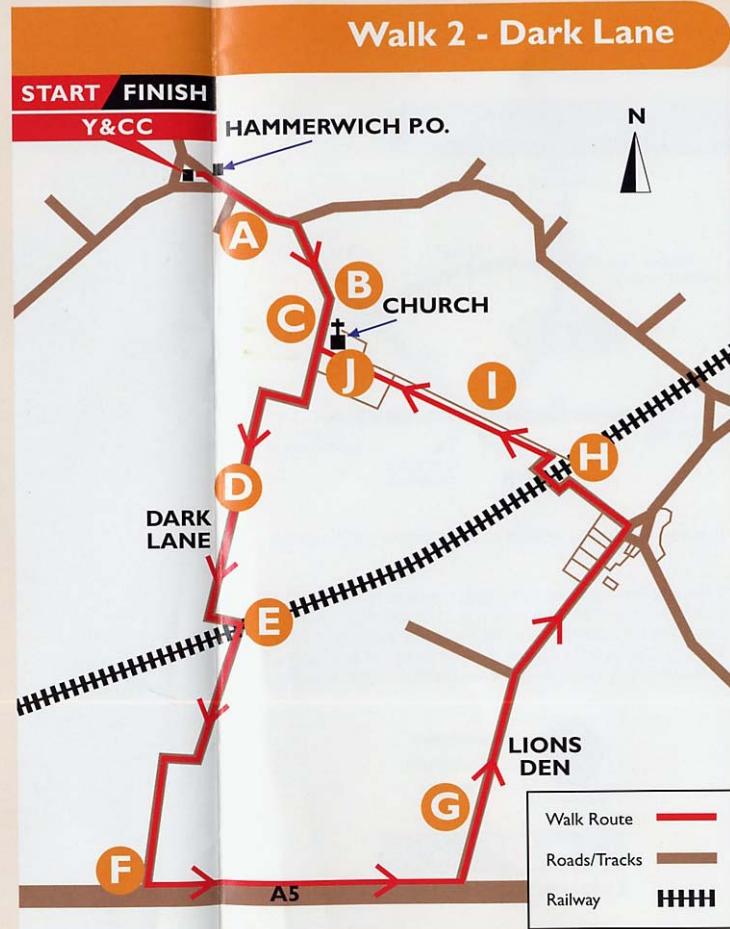 Walk 2 - Dark Lane
START FINISH
Y&CC
HAMMERWICH P.O.
N
A
B
C
CHURCH
J
I
H
D
DARK
LANE
E
LIONS
DEN
G
F
A5
Walk Route
Roads/Tracks
Railway